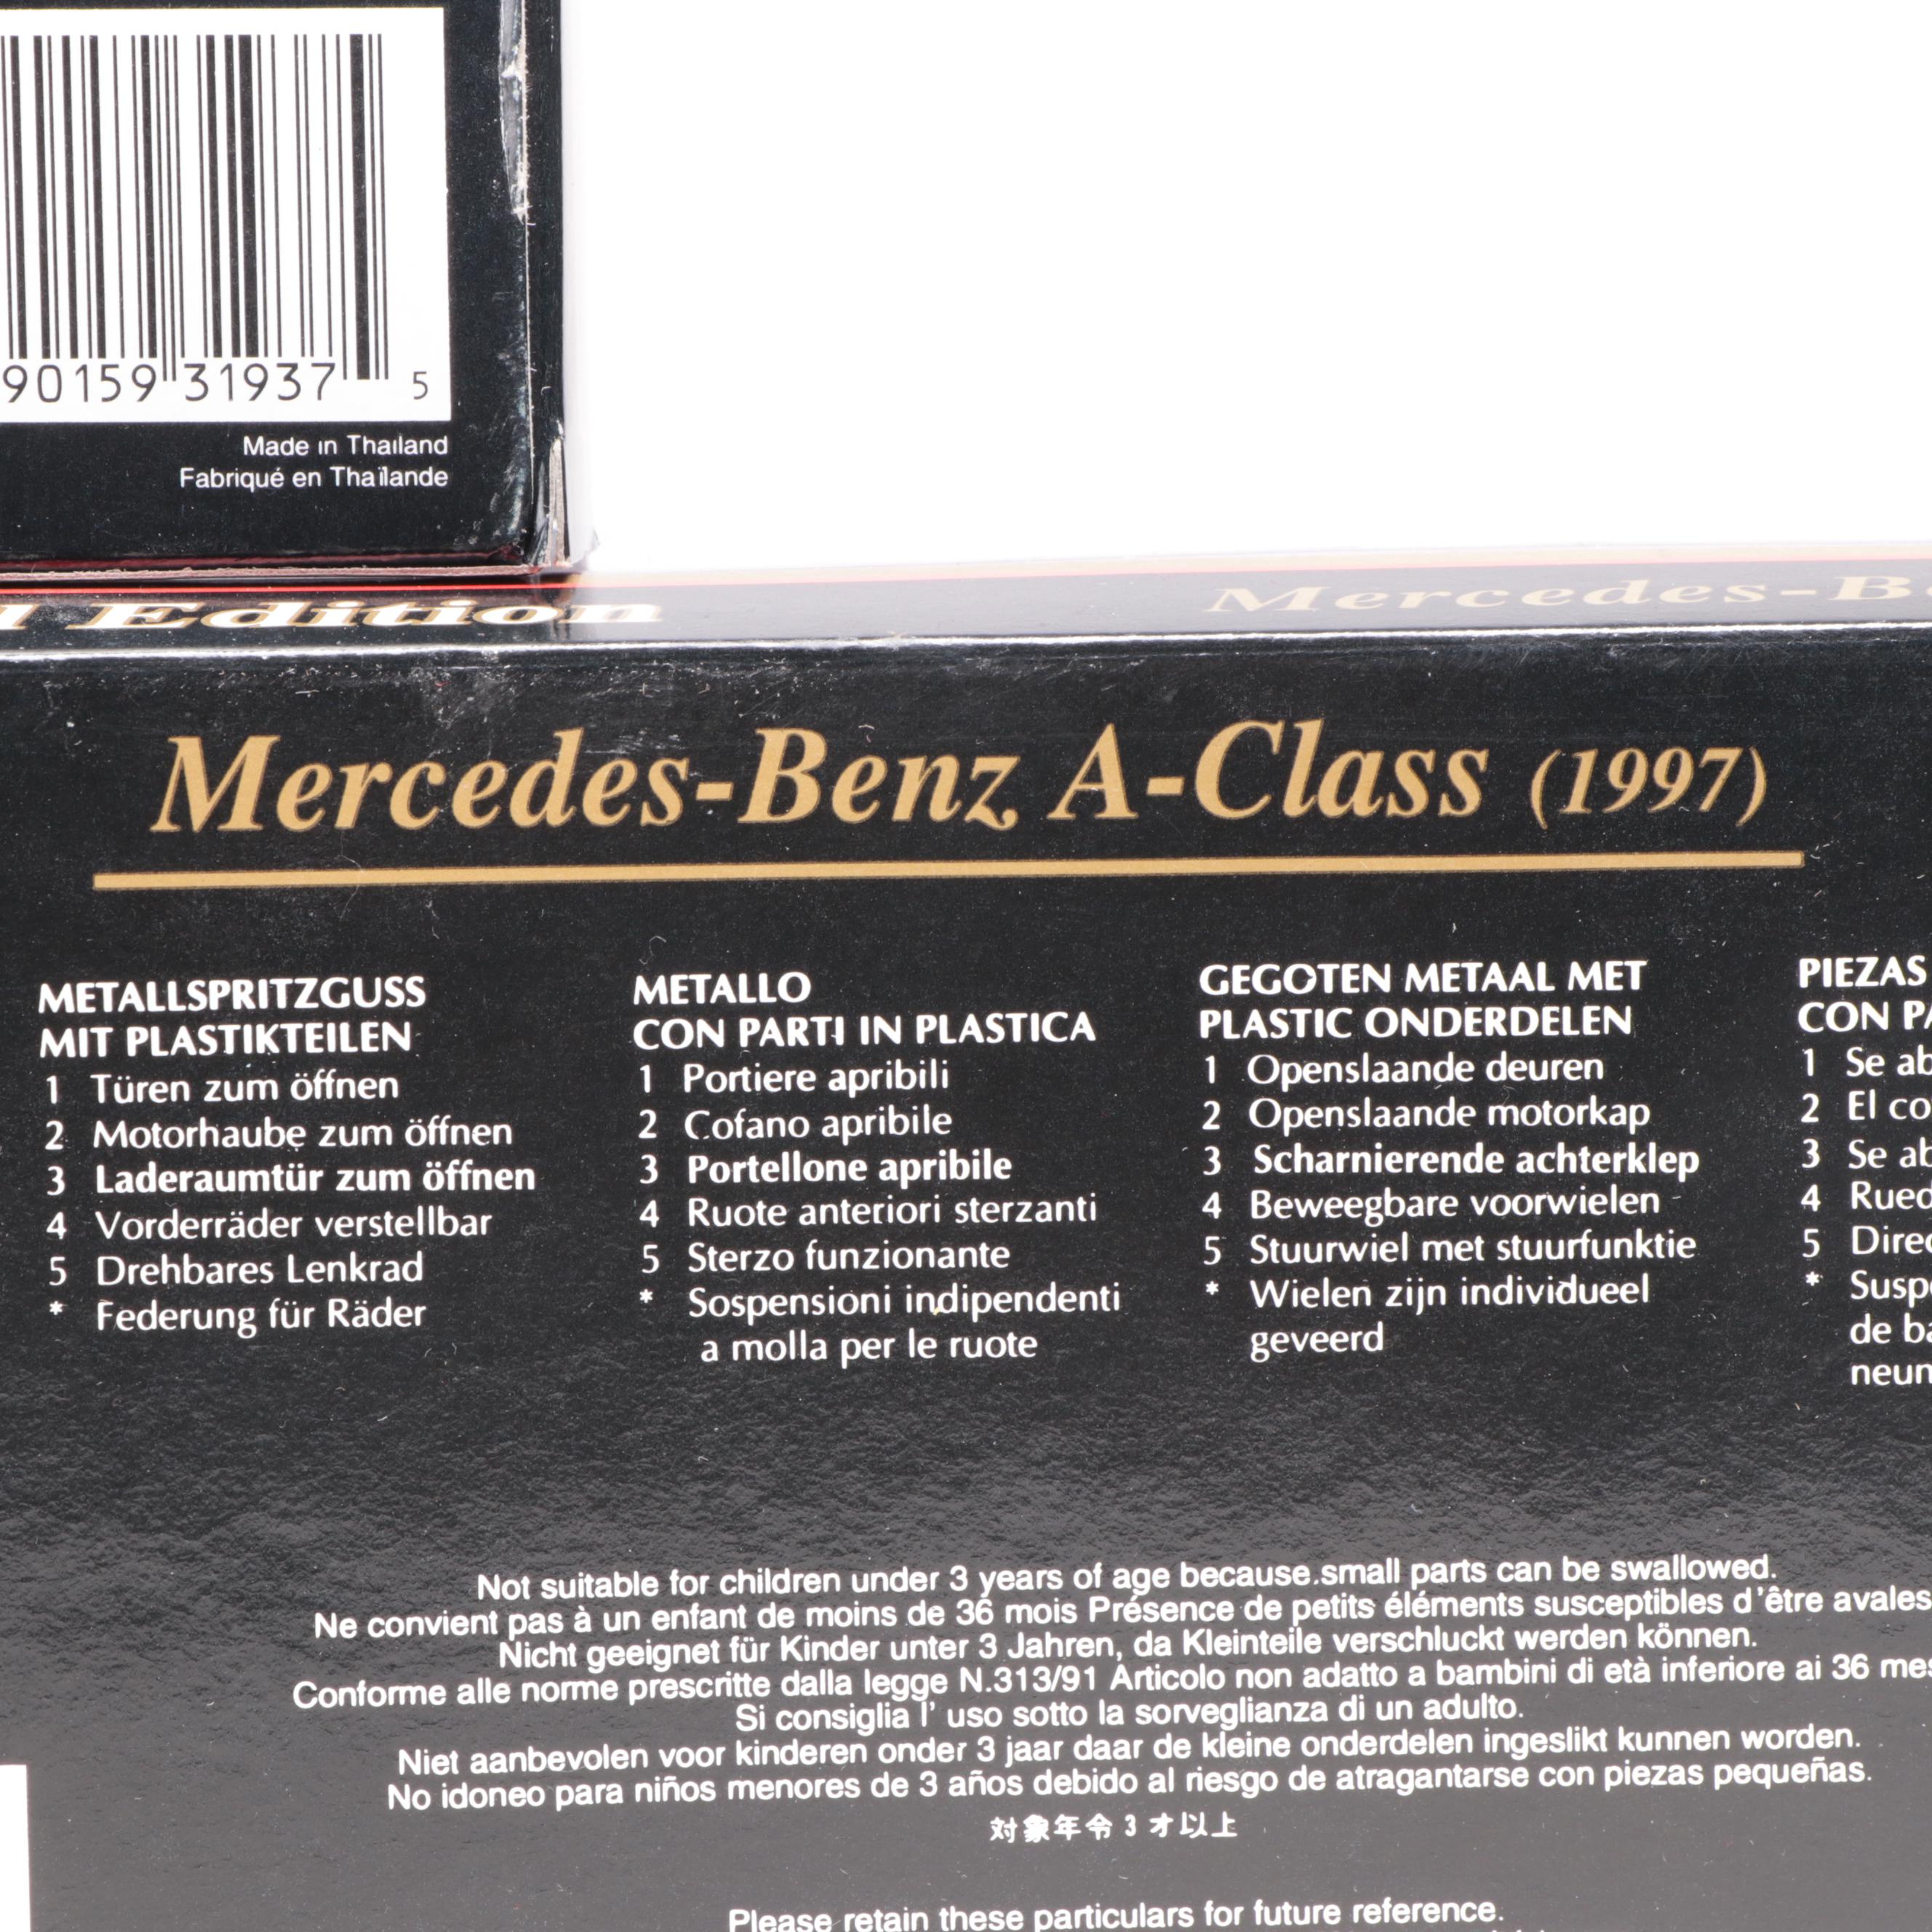 90159 31937 5
Made in Thailand
Fabriqué en Thaïlande
Edition
Mercedes-B
Mercedes-Benz A-Class (1997)
METALLSPRITZGUSS
MIT PLASTIKTEILEN
1 Türen zum öffnen
2 Motorhaube zum öffnen
3 Laderaumtür zum öffnen
4 Vorderräder verstellbar
5 Drehbares Lenkrad
* Federung für Räder
METALLO
CON PARTI IN PLASTICA
1 Portiere apribili
2 Cofano apribile
3 Portellone apribile
4 Ruote anteriori sterzanti
5 Sterzo funzionante
* Sospensioni indipendenti
a molla per le ruote
GEGOTEN METAAL MET
PLASTIC ONDERDELEN
1 Openslaande deuren
2 Openslaande motorkap
3 Scharnierende achterklep
4 Beweegbare voorwielen
5 Stuurwiel met stuurfunktie
* Wielen zijn individueel
geveerd
PIEZAS
CON PA
1 Se ab
2 El co
3 Se ab
4 Rued
5 Direc
* Susp
de ba
neun
Not suitable for children under 3 years of age because.small parts can be swallowed.
Ne convient pas à un enfant de moins de 36 mois Présence de petits éléments susceptibles d'être avales
Nicht geeignet für Kinder unter 3 Jahren, da Kleinteile verschluckt werden können.
Conforme alle norme prescritte dalla legge N.313/91 Articolo non adatto a bambini di età inferiore ai 36 mes
Si consiglia l' uso sotto la sorveglianza di un adulto.
Niet aanbevolen voor kinderen onder 3 jaar daar de kleine onderdelen ingeslikt kunnen worden.
No idoneo para niños menores de 3 años debido al riesgo de atragantarse con piezas pequeñas.
対象年令3才以上
Please retain these particulars for future reference.